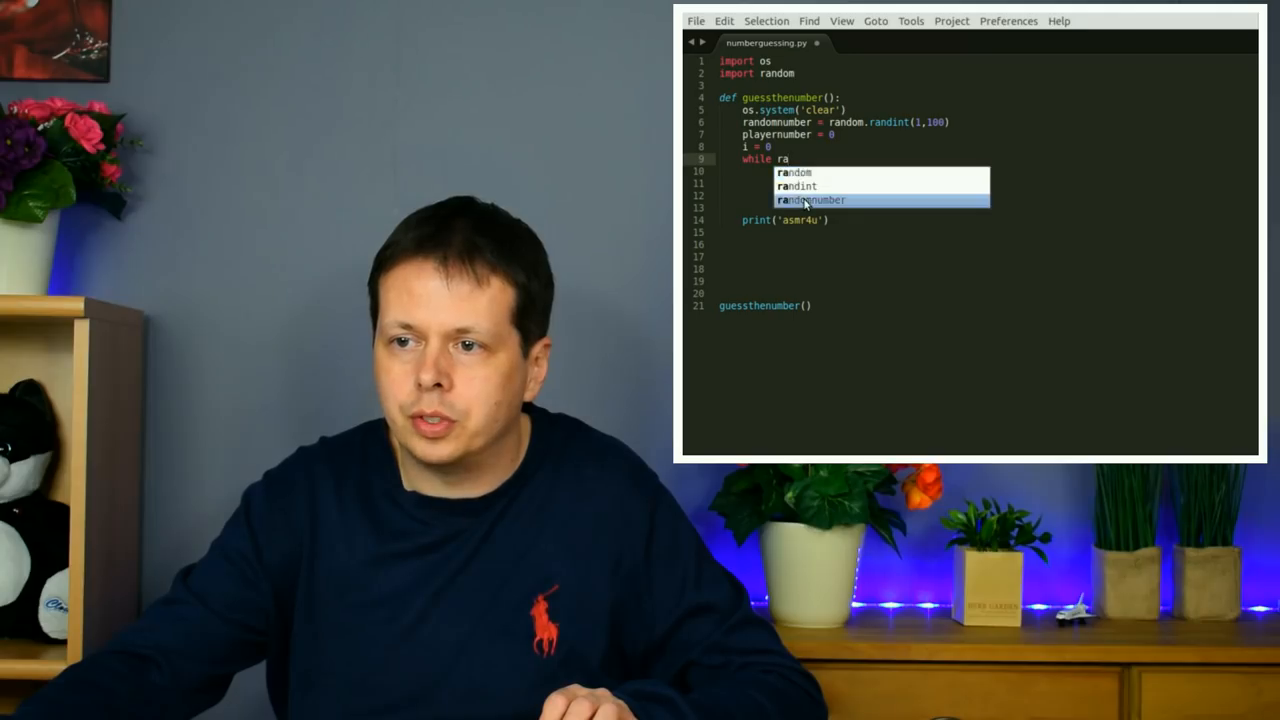 File Edit Selection Find View Goto Tools Project Preferences Help
numberguessing.py
1 import os
2 import random
3
4 def guessthenumber():
5 os.system('clear')
6 randomnumber = random.randint(1,100)
7 playernumber = 0
8 i = 0
9 while ra
10 random
11 randint
12 randomnumber
13
14 print('asmr4u')
15
16
17
18
19
20
21 guessthenumber()
HERB GARDEN